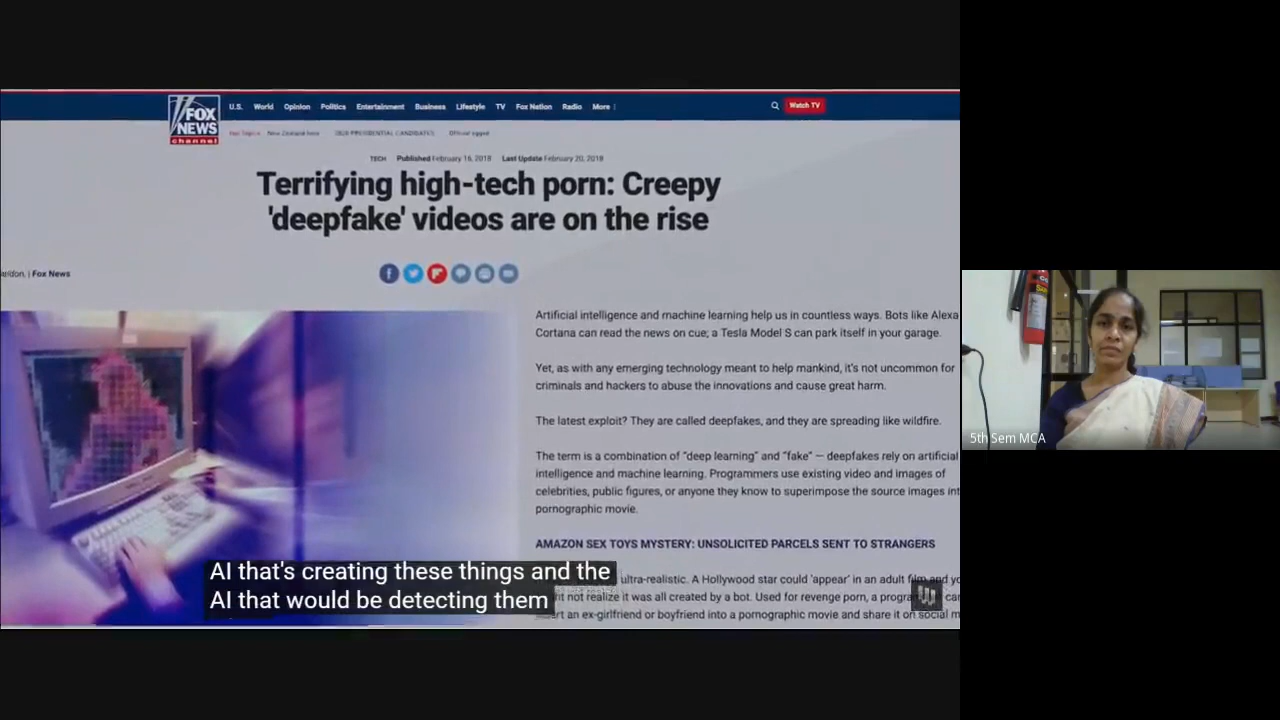 FOX
NEWS
channel
U.S. World Opinion Politics Entertainment Business Lifestyle TV Fox Nation Radio More
Watch TV
OUR PRESIDENTIAL CANDIDATES
TECH Published February 16, 2018 Last Update February 20, 2018
Terrifying high-tech porn: Creepy
'deepfake' videos are on the rise
| Fox News
Artificial intelligence and machine learning help us in countless ways. Bots like Alexa
Cortana can read the news on cue; a Tesla Model S can park itself in your garage.
Yet, as with any emerging technology meant to help mankind, it's not uncommon for
criminals and hackers to abuse the innovations and cause great harm.
The latest exploit? They are called deepfakes, and they are spreading like wildfire.
The term is a combination of “deep learning” and “fake” — deepfakes rely on artificial
intelligence and machine learning. Programmers use existing video and images of
celebrities, public figures, or anyone they know to superimpose the source images
pornographic movie.
AMAZON SEX TOYS MYSTERY: UNSOLICITED PARCELS SENT TO STRANGERS
ultra-realistic. A Hollywood star could 'appear' in an adult film and
not realize it was all created by a bot. Used for revenge porn, a
an ex-girlfriend or boyfriend into a pornographic movie and share it on social
AI that's creating these things and the
AI that would be detecting them
5th Sem MCA